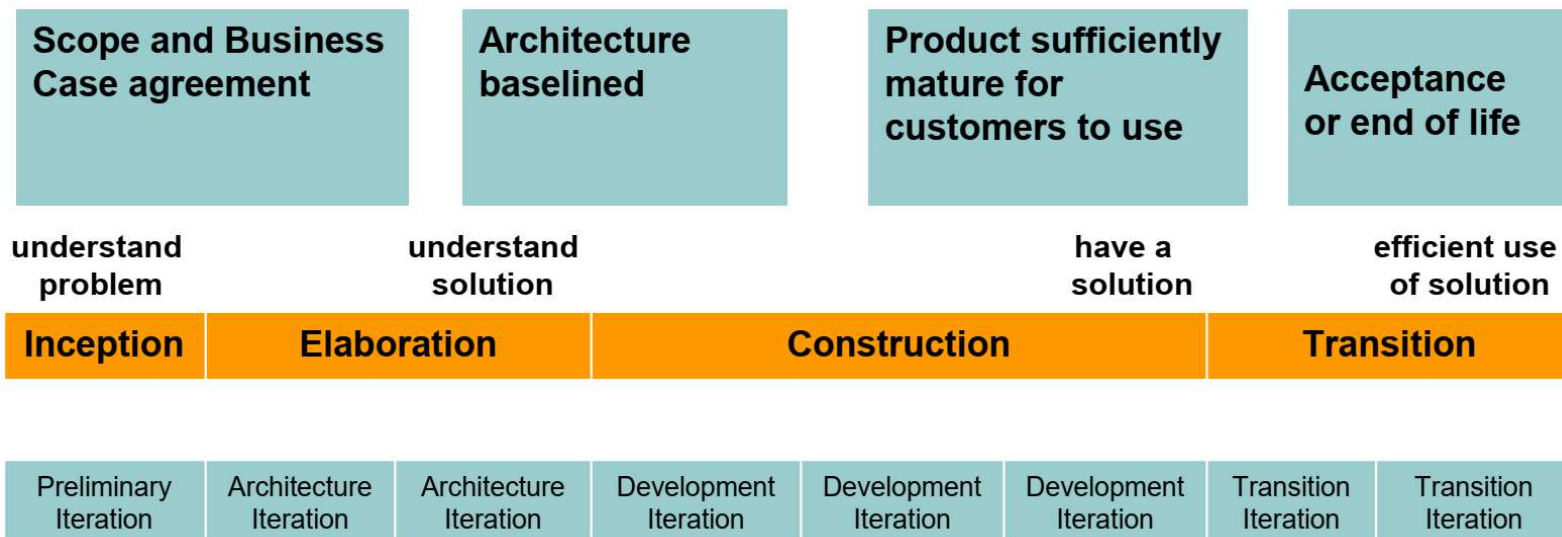 Scope and Business
Case agreement
Architecture
baselined
Product sufficiently
mature for
customers to use
Acceptance
or end of life
understand
problem
understand
solution
have a
solution
efficient use
of solution
Inception
Elaboration
Construction
Transition
Preliminary
Iteration
Architecture
Iteration
Architecture
Iteration
Development
Iteration
Development
Iteration
Development
Iteration
Transition
Iteration
Transition
Iteration